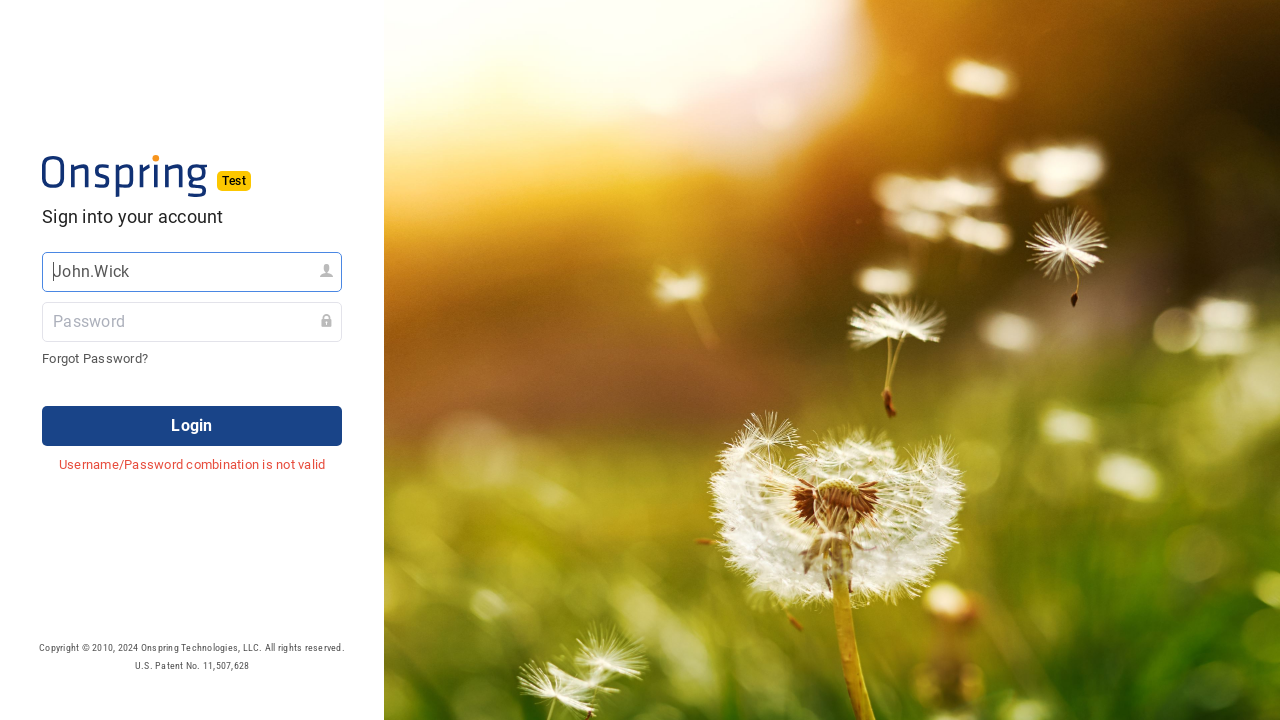 Onspring Test
Sign into your account
John.Wick
Password
Forgot Password?
Login
Username/Password combination is not valid
Copyright © 2010, 2024 Onspring Technologies, LLC. All rights reserved.
U.S. Patent No. 11,507,628